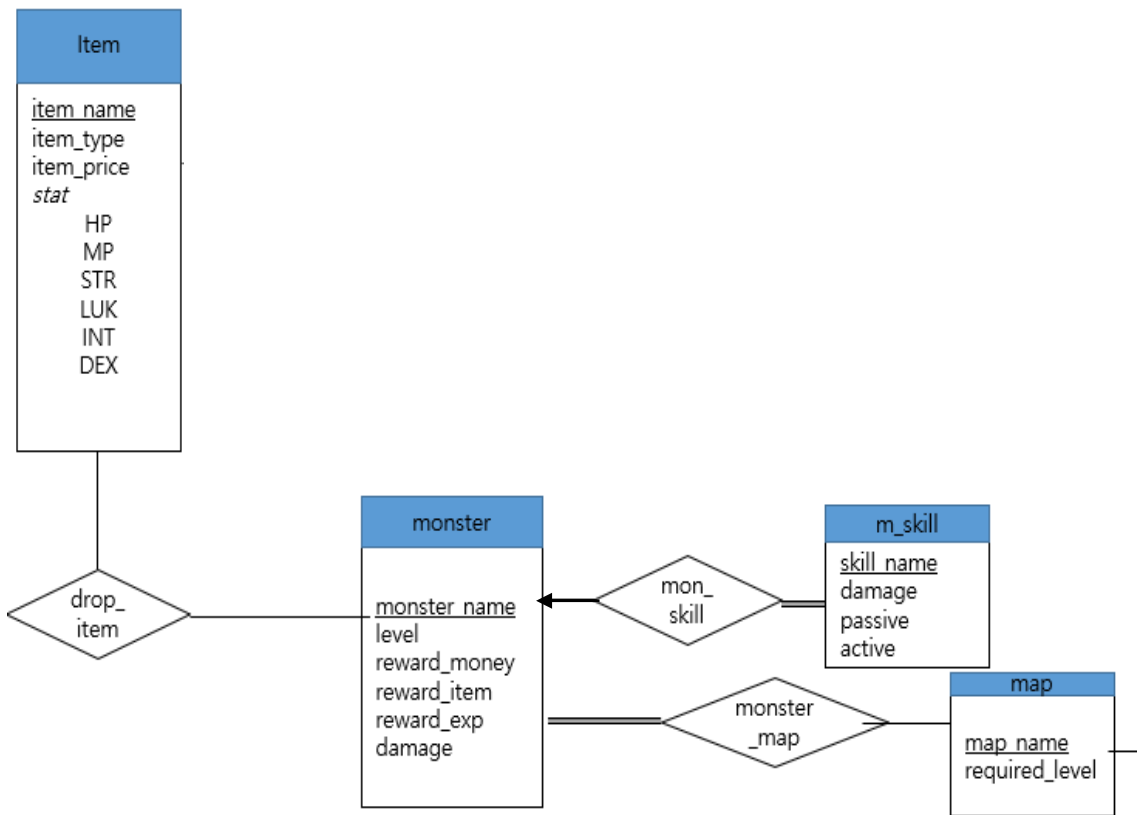 Item
item_name
item_type
item_price
stat
HP
MP
STR
LUK
INT
DEX
drop_
item
monster
monster_name
level
reward_money
reward_item
reward_exp
damage
mon_
skill
m_skill
skill_name
damage
passive
active
monster
_map
map
map_name
required_level